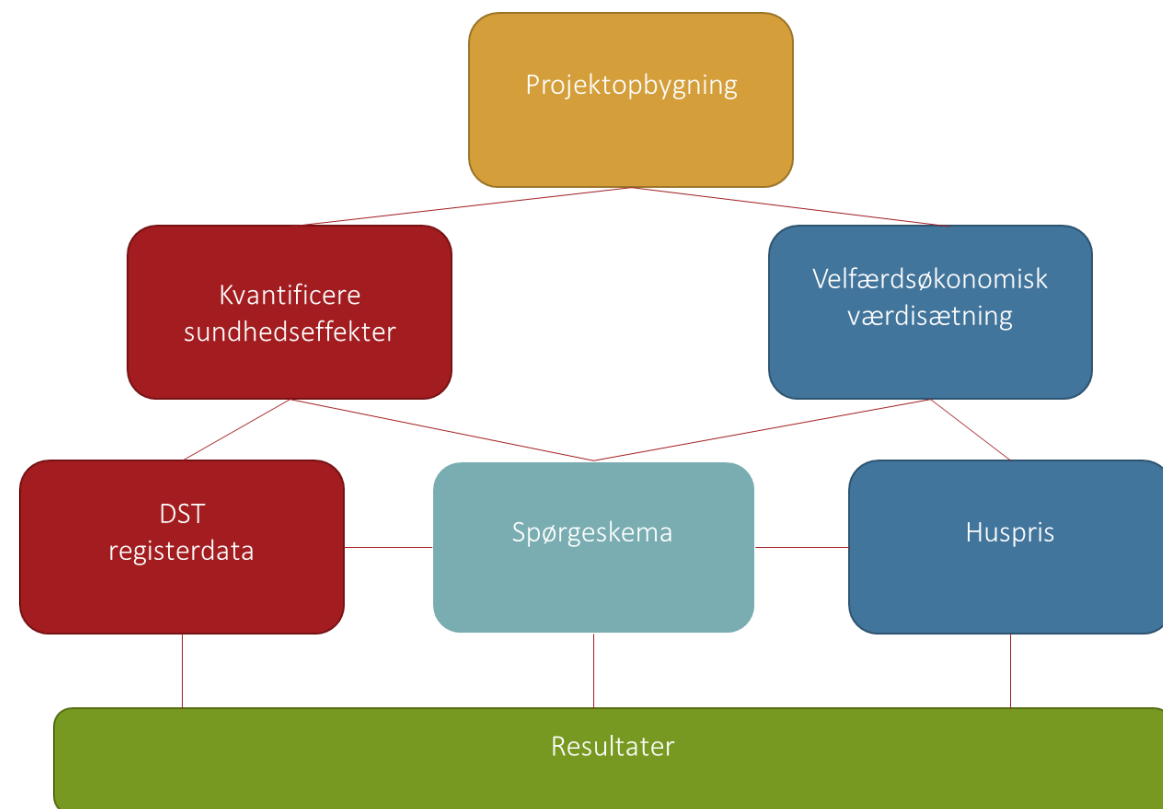 Projektopbygning
Kvantificere
sundhedseffekter
Velfærdsøkonomisk
værdisætning
DST
registerdata
Spørgeskema
Huspris
Resultater